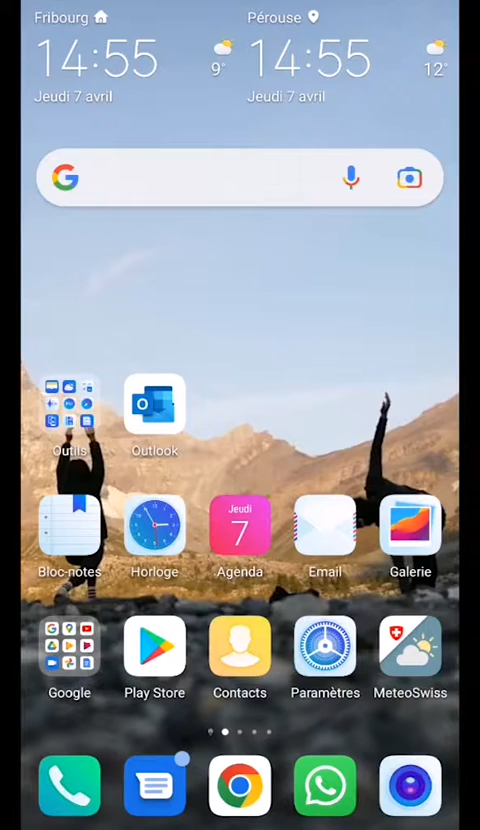 Fribourg
Pérouse
14:55
9°
14:55
12°
Jeudi 7 avril
Jeudi 7 avril
Outils
Outlook
Jeudi
7
Bloc-notes
Horloge
Agenda
Email
Galerie
Google
Play Store
Contacts
Paramètres
MeteoSwiss